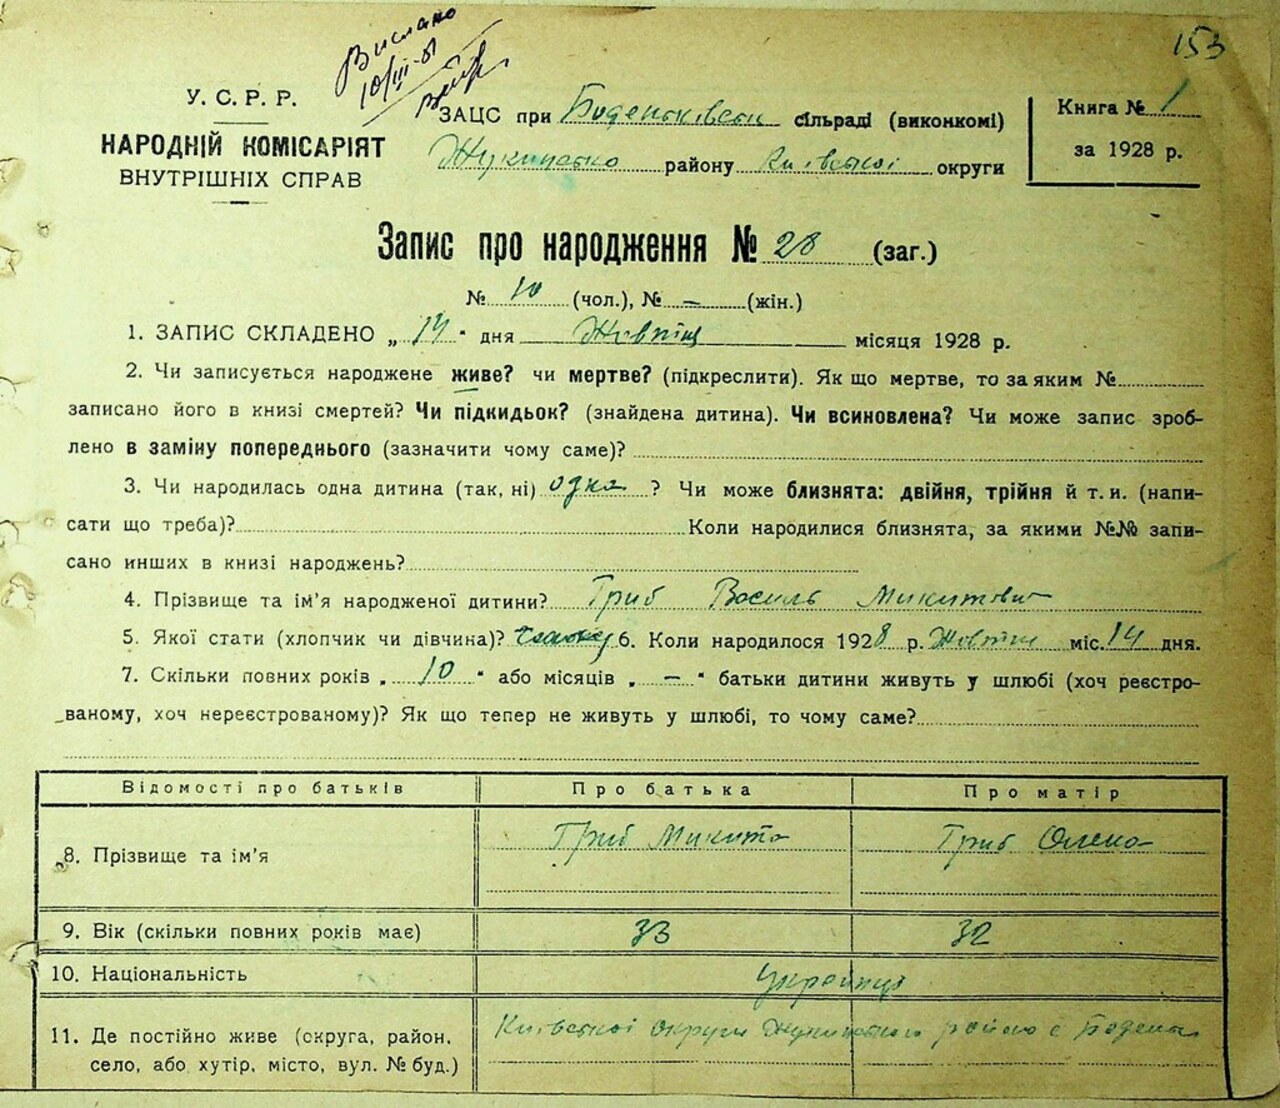 153
Вислано
10/III-81
У. С. Р. Р.
НАРОДНІЙ КОМІСАРІЯТ
ВНУТРІШНІХ СПРАВ
ЗАЦС при Боденьківськ сільраді (виконкомі)
Жукинсько району Київської округи
Книга № 1
за 1928 р.
Запис про народження № 28 (заг.)
№ 10 (чол.), № — (жін.)
1. ЗАПИС СКЛАДЕНО „ 14 " дня Жовтня місяця 1928 р.
2. Чи записується народжене живе? чи мертве? (підкреслити). Як що мертве, то за яким №
записано його в книзі смертей? Чи підкидьок? (знайдена дитина). Чи всиновлена? Чи може запис зроб-
лено в заміну попереднього (зазначити чому саме)?
3. Чи народилась одна дитина (так, ні) одна ? Чи може близнята: двійня, трійня й т. и. (напи-
сати що треба)? Коли народилися близнята, за якими №№ запи-
сано инших в книзі народжень?
4. Прізвище та ім'я народженої дитини? Гриб Василь Микитович
5. Якої стати (хлопчик чи дівчина)? 6. Коли народилося 1928 р. Жовтня міс. 14 дня.
7. Скільки повних років „ 10 " або місяців „ — " батьки дитини живуть у шлюбі (хоч реєстро-
ваному, хоч нереєстрованому)? Як що тепер не живуть у шлюбі, то чому саме?
Відомості про батьків Про батька Про матір
8. Прізвище та ім'я Гриб Микита Гриб Олена
9. Вік (скільки повних років має) 33 32
10. Національність Українці
11. Де постійно живе (округа, район, Київської округи Жукинського району с Боденьк
село, або хутір, місто, вул. № буд.)